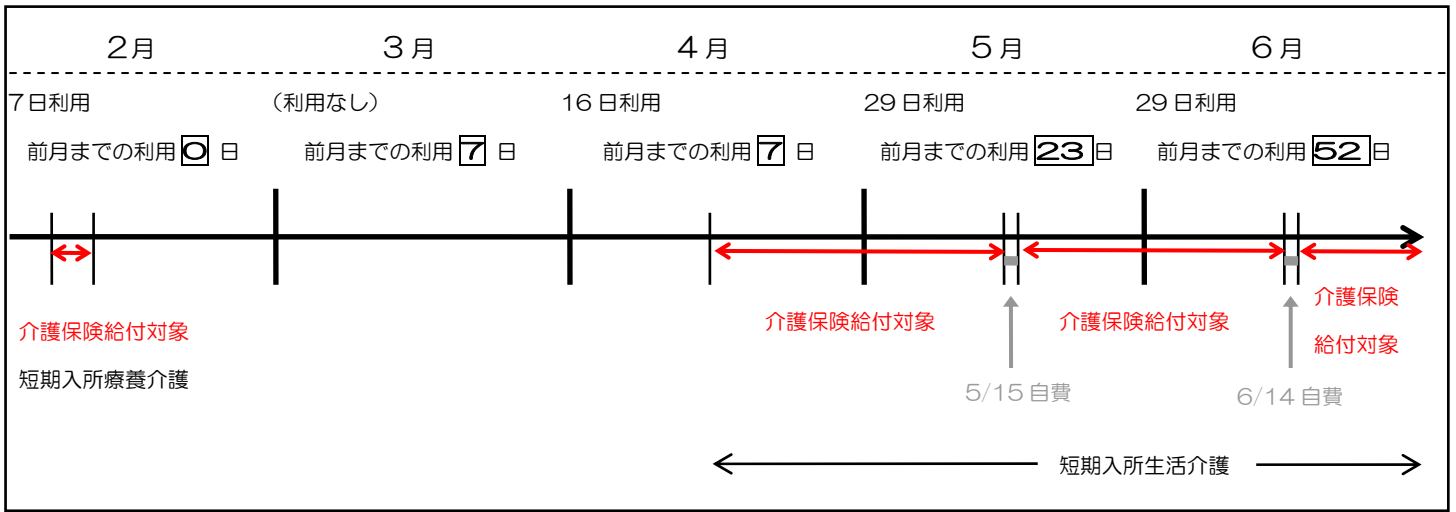 2月 3月 4月 5月 6月
7日利用 （利用なし） 16日利用 29日利用 29日利用
前月までの利用 0 日 前月までの利用 7 日 前月までの利用 7 日 前月までの利用 23 日 前月までの利用 52 日
介護保険給付対象 介護保険給付対象 介護保険給付対象 介護保険
給付対象
短期入所療養介護
5/15自費 6/14自費
短期入所生活介護